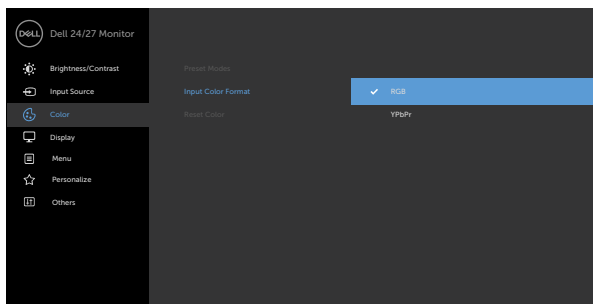 DELL Dell 24/27 Monitor
Brightness/Contrast Preset Modes
Input Source Input Color Format RGB
Color Reset Color YPbPr
Display
Menu
Personalize
Others